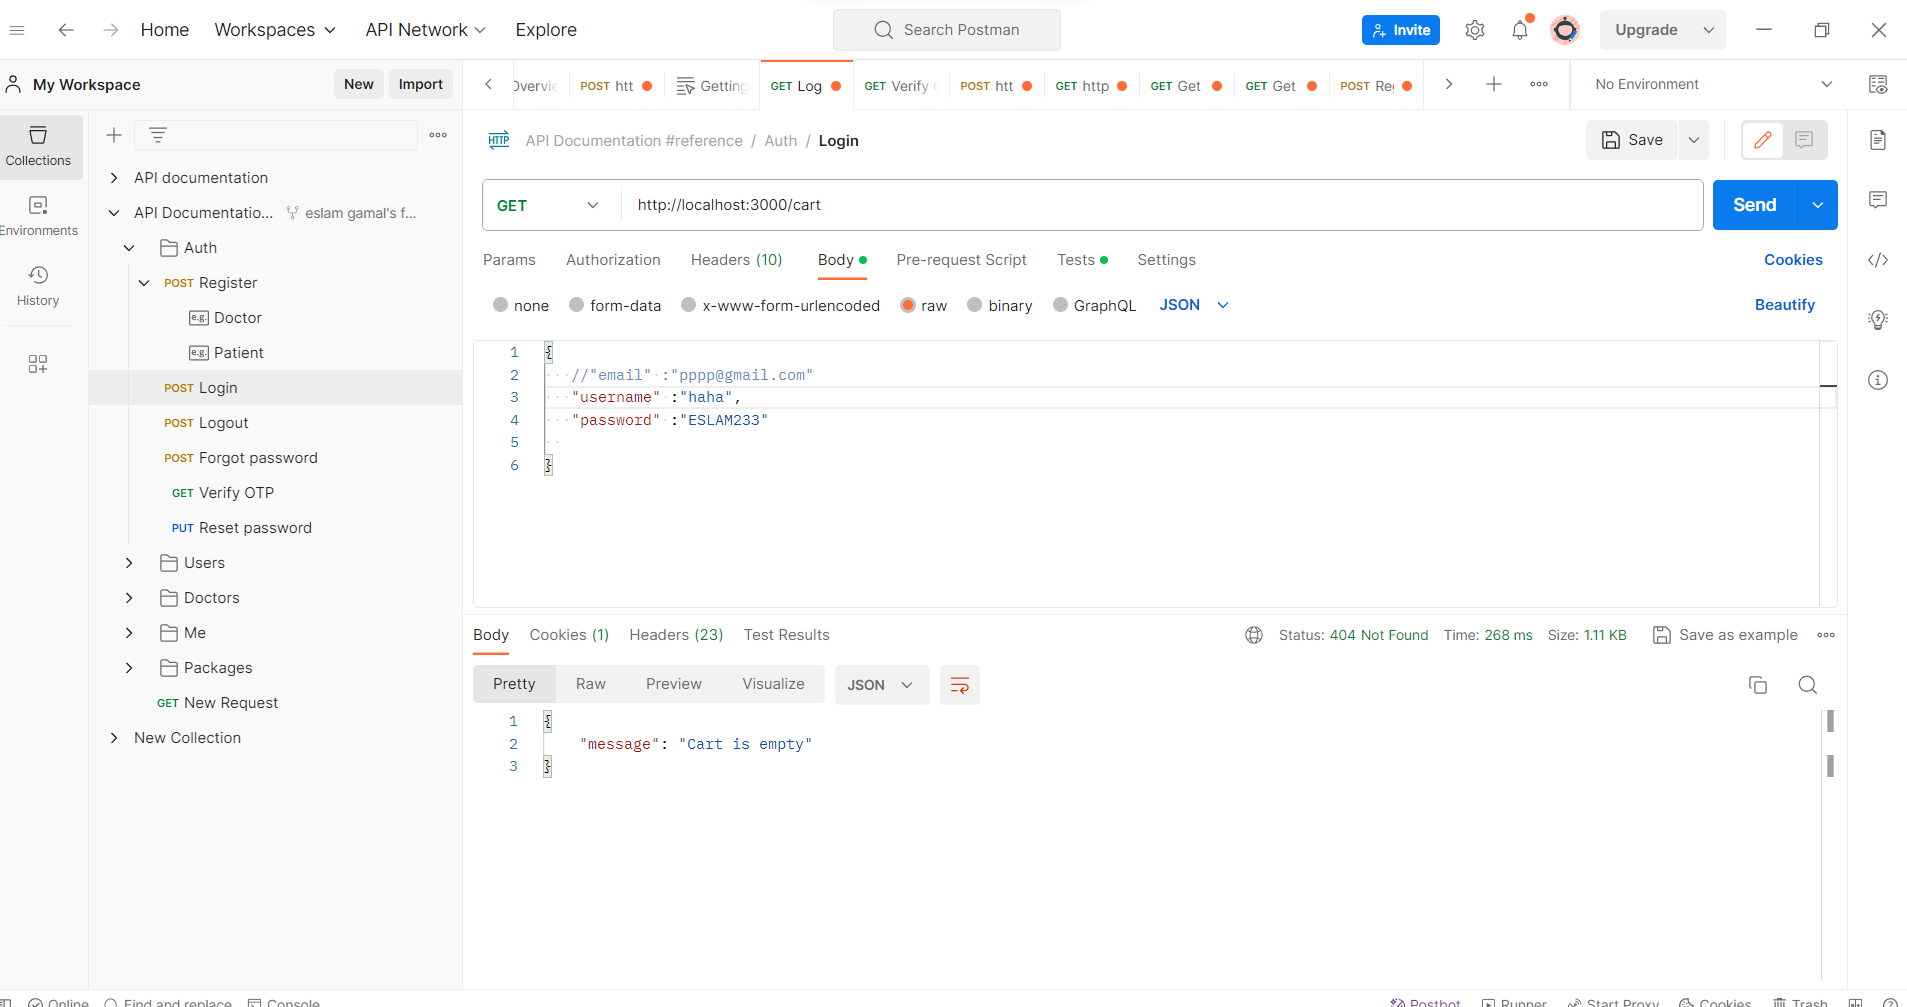 Home Workspaces API Network Explore Search Postman Invite Upgrade
My Workspace New Import
POST htt Getting GET Log GET Verify POST htt GET http GET Get GET Get POST Re No Environment
Collections
Environments
History
API documentation
API Documentatio... eslam gamal's f...
Auth
POST Register
e.g. Doctor
e.g. Patient
POST Login
POST Logout
POST Forgot password
GET Verify OTP
PUT Reset password
Users
Doctors
Me
Packages
GET New Request
New Collection
HTTP API Documentation #reference / Auth / Login Save
GET http://localhost:3000/cart Send
Params Authorization Headers (10) Body Pre-request Script Tests Settings Cookies
none form-data x-www-form-urlencoded raw binary GraphQL JSON Beautify
1 {
2 //"email" :"pppp@gmail.com"
3 "username" :"haha",
4 "password" :"ESLAM233"
5
6 }
Body Cookies (1) Headers (23) Test Results Status: 404 Not Found Time: 268 ms Size: 1.11 KB Save as example
Pretty Raw Preview Visualize JSON
1 {
2 "message": "Cart is empty"
3 }
Online Find and replace Console Postbot Runner Start Proxy Cookies Trash